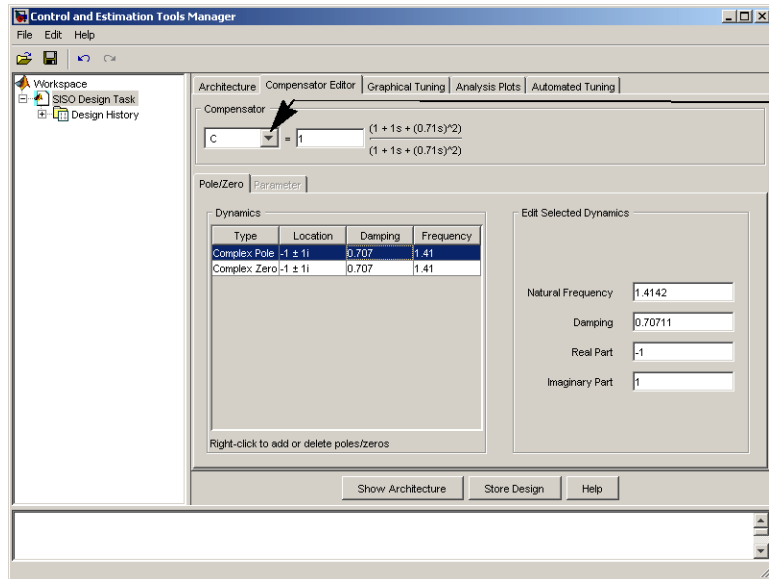 Control and Estimation Tools Manager
File Edit Help
Workspace
SISO Design Task
Design History
Architecture Compensator Editor Graphical Tuning Analysis Plots Automated Tuning
Compensator
C = 1
(1 + 1s + (0.71s)^2)
(1 + 1s + (0.71s)^2)
Pole/Zero Parameter
Dynamics
Type Location Damping Frequency
Complex Pole -1 ± 1i 0.707 1.41
Complex Zero -1 ± 1i 0.707 1.41
Right-click to add or delete poles/zeros
Edit Selected Dynamics
Natural Frequency 1.4142
Damping 0.70711
Real Part -1
Imaginary Part 1
Show Architecture Store Design Help